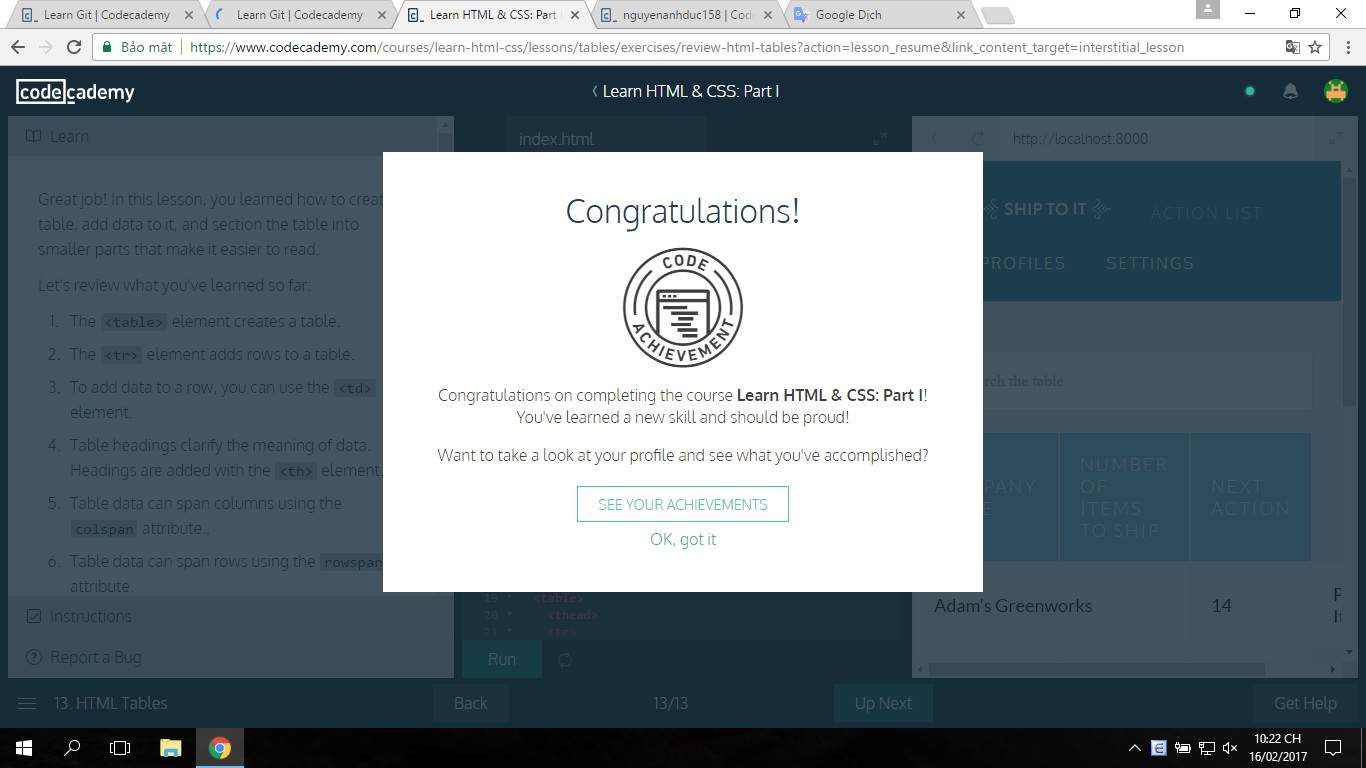 Learn Git | Codecademy
Learn Git | Codecademy
Learn HTML & CSS: Part
nguyenanhduc158 | Cod
Google Dịch
Bảo mật
https://www.codecademy.com/courses/learn-html-css/lessons/tables/exercises/review-html-tables?action=lesson_resume&link_content_target=interstitial_lesson
codecademy
Learn HTML & CSS: Part I
Learn
index.html
http://localhost:8000
Great job! In this lesson, you learned how to creat
table, add data to it, and section the table into
smaller parts that make it easier to read.
Let's review what you've learned so far:
1. The <table> element creates a table.
2. The <tr> element adds rows to a table.
3. To add data to a row, you can use the <td>
element.
4. Table headings clarify the meaning of data.
Headings are added with the <th> element.
5. Table data can span columns using the
colspan attribute.,
6. Table data can span rows using the rowspan
attribute.
Instructions
Report a Bug
Congratulations!
CODE
ACHIEVEMENT
Congratulations on completing the course Learn HTML & CSS: Part I!
You've learned a new skill and should be proud!
Want to take a look at your profile and see what you've accomplished?
SEE YOUR ACHIEVEMENTS
OK, got it
19 <table>
20 <thead>
21 <tr>
Run
SHIP TO IT
ACTION LIST
PROFILES
SETTINGS
rch the table
PANY
E
NUMBER
OF
ITEMS
TO SHIP
NEXT
ACTION
Adam's Greenworks
14
P
It
13. HTML Tables
Back
13/13
Up Next
Get Help
10:22 CH
16/02/2017